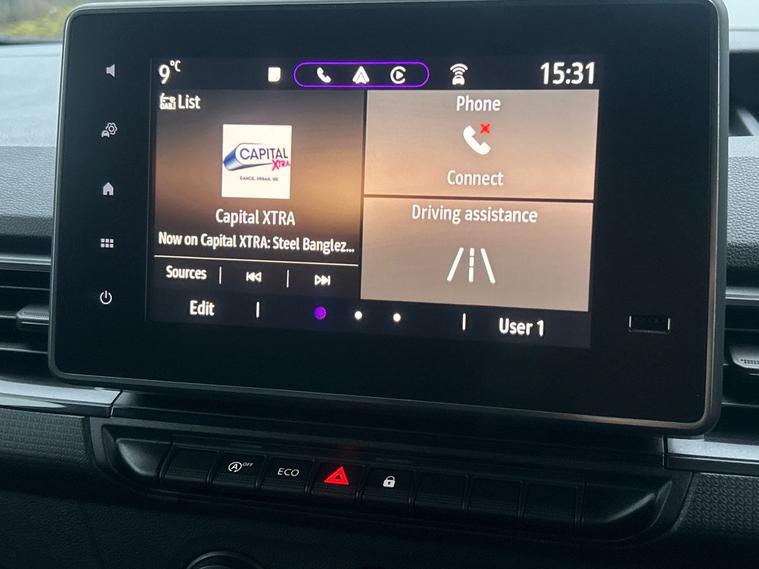 9°C
15:31
List
Phone
CAPITAL
XTRA
DANCE. URBAN. UK
Connect
Capital XTRA
Now on Capital XTRA: Steel Banglez...
Driving assistance
Sources
Edit
User 1
A OFF
ECO